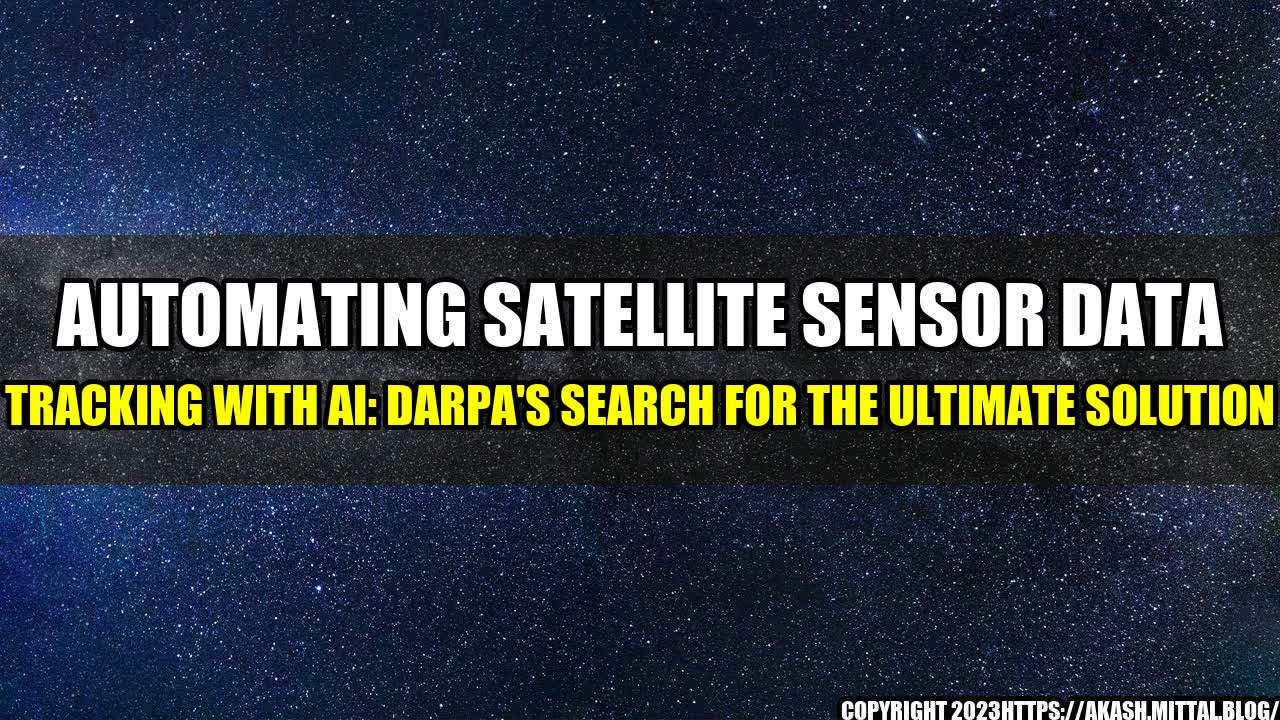 AUTOMATING SATELLITE SENSOR DATA
TRACKING WITH AI: DARPA'S SEARCH FOR THE ULTIMATE SOLUTION
COPYRIGHT 2023HTTPS://AKASH.MITTAL.BLOG/